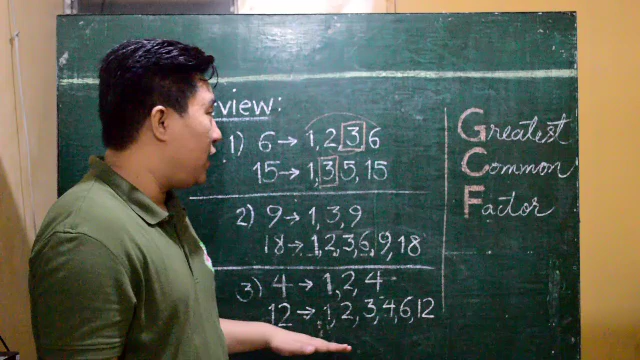 view:
1) 6→ 1, 2, 3, 6
15→ 1, 3, 5, 15
2) 9→ 1, 3, 9
18→ 1, 2, 3, 6, 9, 18
3) 4→ 1, 2, 4
12→ 1, 2, 3, 4, 6, 12
Greatest
Common
Factor